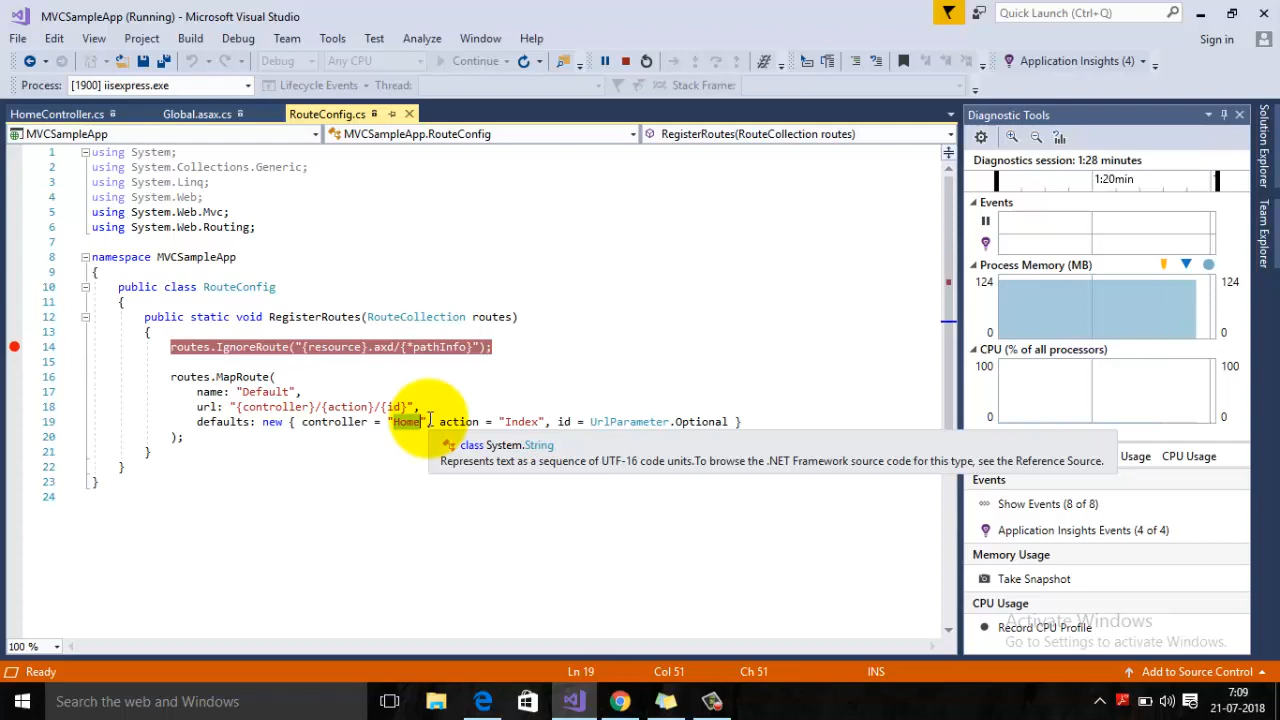 MVCSampleApp (Running) - Microsoft Visual Studio
Quick Launch (Ctrl+Q)
File Edit View Project Build Debug Team Tools Test Analyze Window Help
Sign in
Debug Any CPU Continue Application Insights (4)
Process: [1900] iisexpress.exe Lifecycle Events Thread: Stack Frame:
HomeController.cs Global.asax.cs RouteConfig.cs
MVCSampleApp MVCSampleApp.RouteConfig RegisterRoutes(RouteCollection routes)
1 using System;
2 using System.Collections.Generic;
3 using System.Linq;
4 using System.Web;
5 using System.Web.Mvc;
6 using System.Web.Routing;
7
8 namespace MVCSampleApp
9 {
10 public class RouteConfig
11 {
12 public static void RegisterRoutes(RouteCollection routes)
13 {
14 routes.IgnoreRoute("{resource}.axd/{*pathInfo}");
15
16 routes.MapRoute(
17 name: "Default",
18 url: "{controller}/{action}/{id}",
19 defaults: new { controller = "Home", action = "Index", id = UrlParameter.Optional }
20 );
21 }
22 }
23 }
24
class System.String
Represents text as a sequence of UTF-16 code units.To browse the .NET Framework source code for this type, see the Reference Source.
Diagnostic Tools
Diagnostics session: 1:28 minutes
1:20min
Events
Process Memory (MB)
124 124
0 0
CPU (% of all processors)
100 100
0 0
Usage CPU Usage
Events
Show Events (8 of 8)
Application Insights Events (4 of 4)
Memory Usage
Take Snapshot
CPU Usage
Record CPU Profile
Activate Windows
Go to Settings to activate Windows.
Solution Explorer
Team Explorer
100 %
Ready Ln 19 Col 51 Ch 51 INS Add to Source Control
Search the web and Windows
7:09
21-07-2018